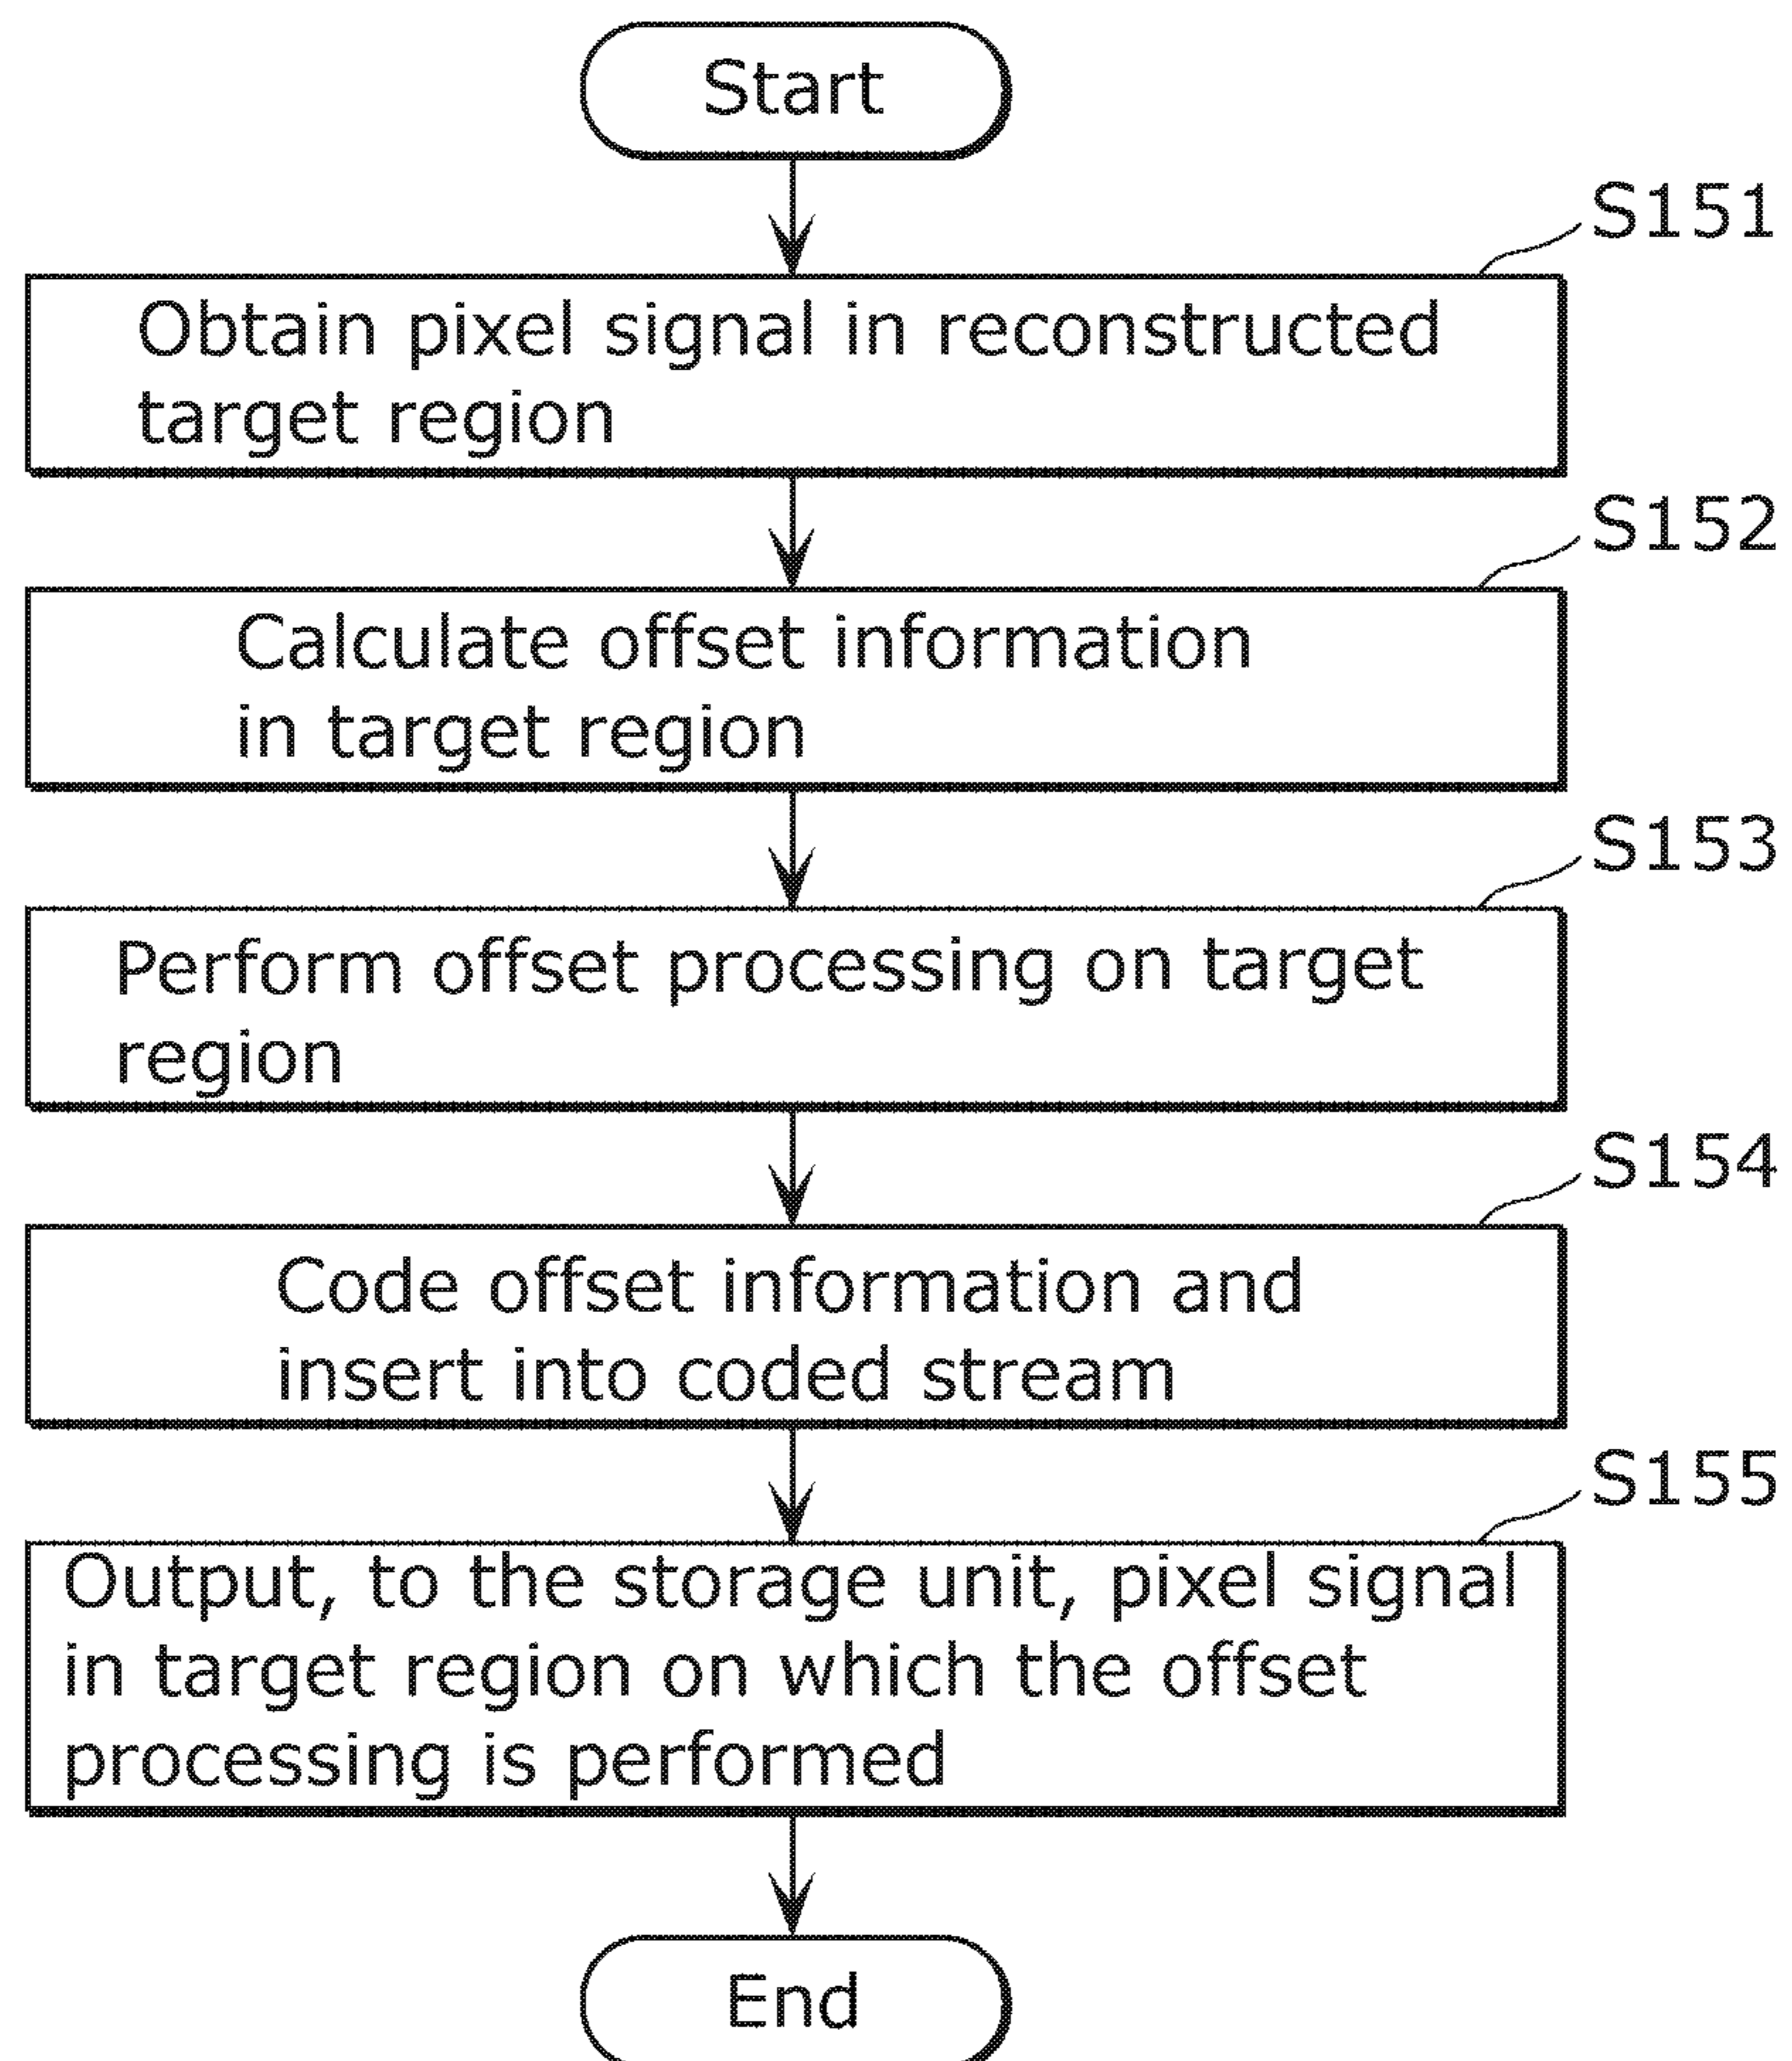 Start
S151
Obtain pixel signal in reconstructed
target region
S152
Calculate offset information
in target region
S153
Perform offset processing on target
region
S154
Code offset information and
insert into coded stream
S155
Output, to the storage unit, pixel signal
in target region on which the offset
processing is performed
End